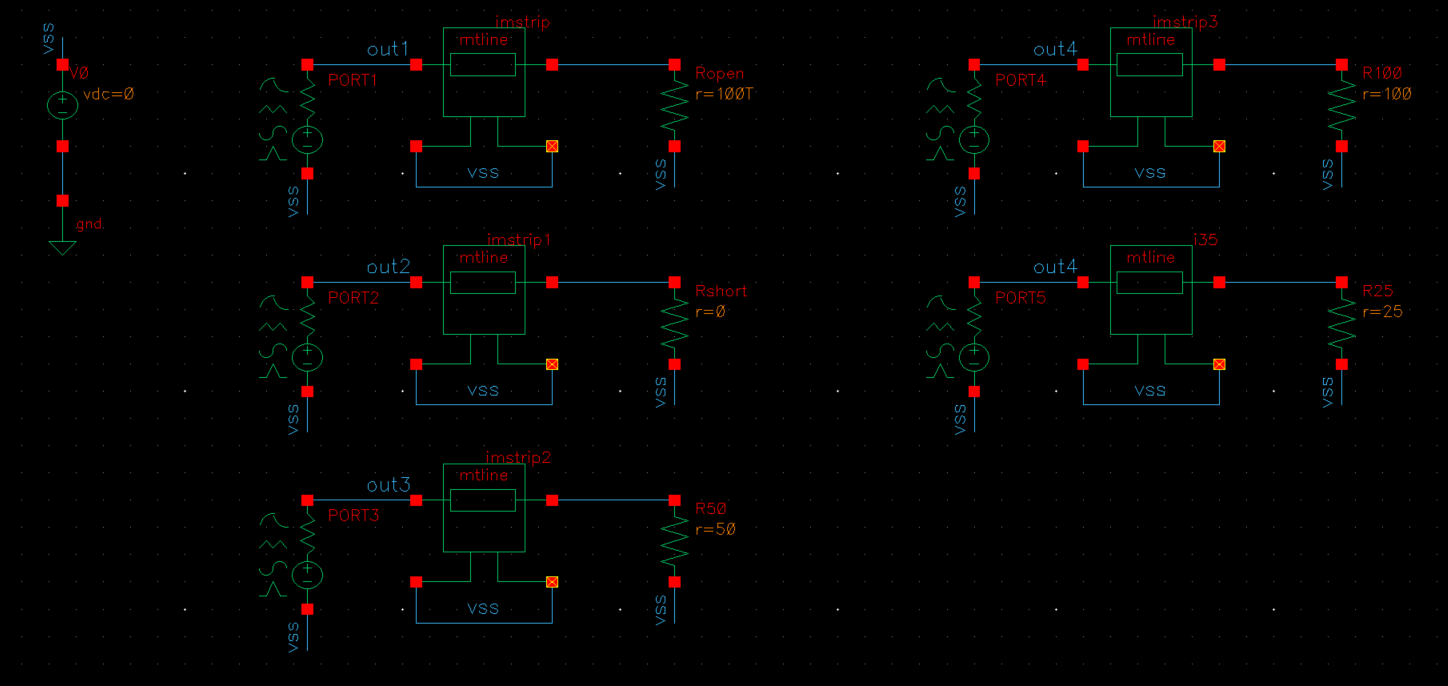 VSS
V0
vdc=0
gnd
out1
PORT1
VSS
imstrip
mtline
VSS
Ropen
r=100T
VSS
out4
PORT4
VSS
imstrip3
mtline
VSS
R100
r=100
VSS
out2
PORT2
VSS
imstrip1
mtline
VSS
Rshort
r=0
VSS
out4
PORT5
VSS
i35
mtline
VSS
R25
r=25
VSS
out3
PORT3
VSS
imstrip2
mtline
VSS
R50
r=50
VSS